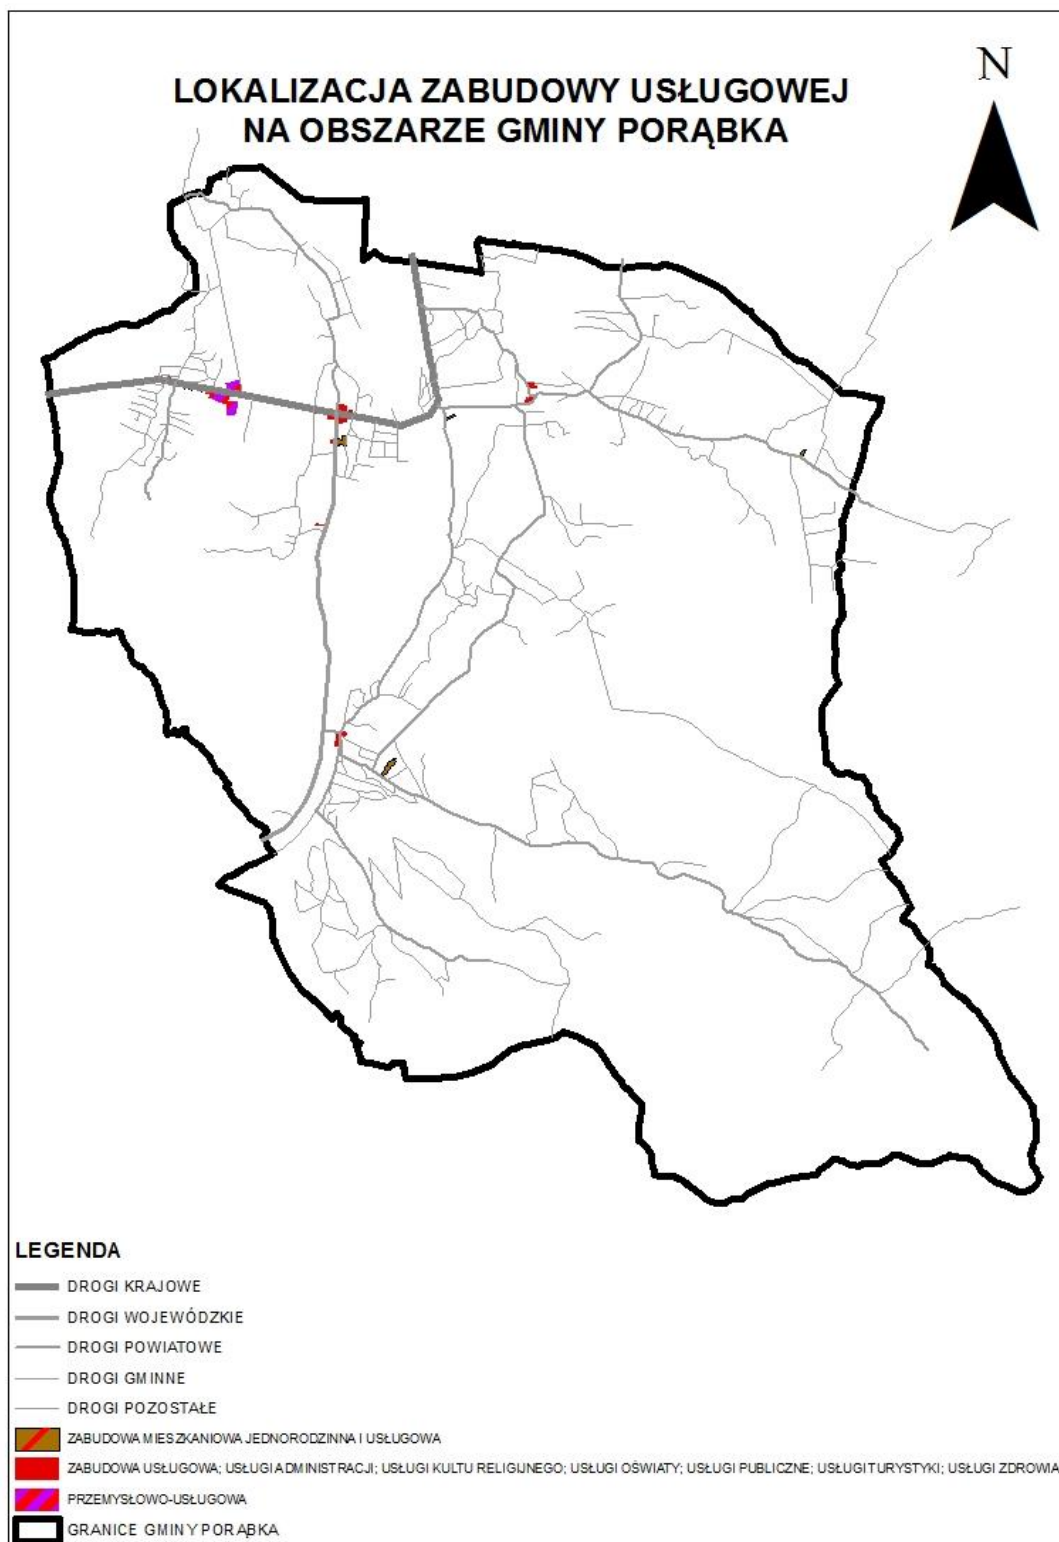 N
LOKALIZACJA ZABUDOWY USŁUGOWEJ
NA OBSZARZE GMINY PORĄBKA
LEGENDA
DROGI KRAJOWE
DROGI WOJEWÓDZKIE
DROGI POWIATOWE
DROGI GMINNE
DROGI POZOSTAŁE
ZABUDOWA MIESZKANIOWA JEDNORODZINNA I USŁUGOWA
ZABUDOWA USŁUGOWA; USŁUGI ADMINISTRACJI; USŁUGI KULTU RELIGIJNEGO; USŁUGI OŚWIATY; USŁUGI PUBLICZNE; USŁUGI TURYSTYKI; USŁUGI ZDROWIA
PRZEMYSŁOWO-USŁUGOWA
GRANICE GMINY PORĄBKA